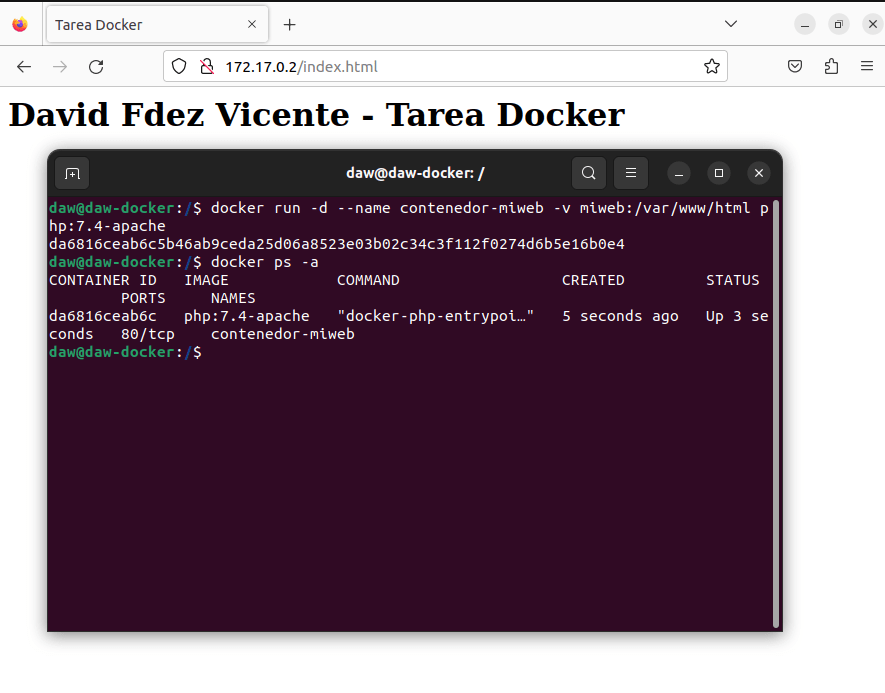 Tarea Docker
172.17.0.2/index.html
David Fdez Vicente - Tarea Docker
daw@daw-docker: /
daw@daw-docker:/$ docker run -d --name contenedor-miweb -v miweb:/var/www/html p
hp:7.4-apache
da6816ceab6c5b46ab9ceda25d06a8523e03b02c34c3f112f0274d6b5e16b0e4
daw@daw-docker:/$ docker ps -a
CONTAINER ID   IMAGE            COMMAND                  CREATED         STATUS
        PORTS     NAMES
da6816ceab6c   php:7.4-apache   "docker-php-entrypoi…"   5 seconds ago   Up 3 se
conds   80/tcp    contenedor-miweb
daw@daw-docker:/$